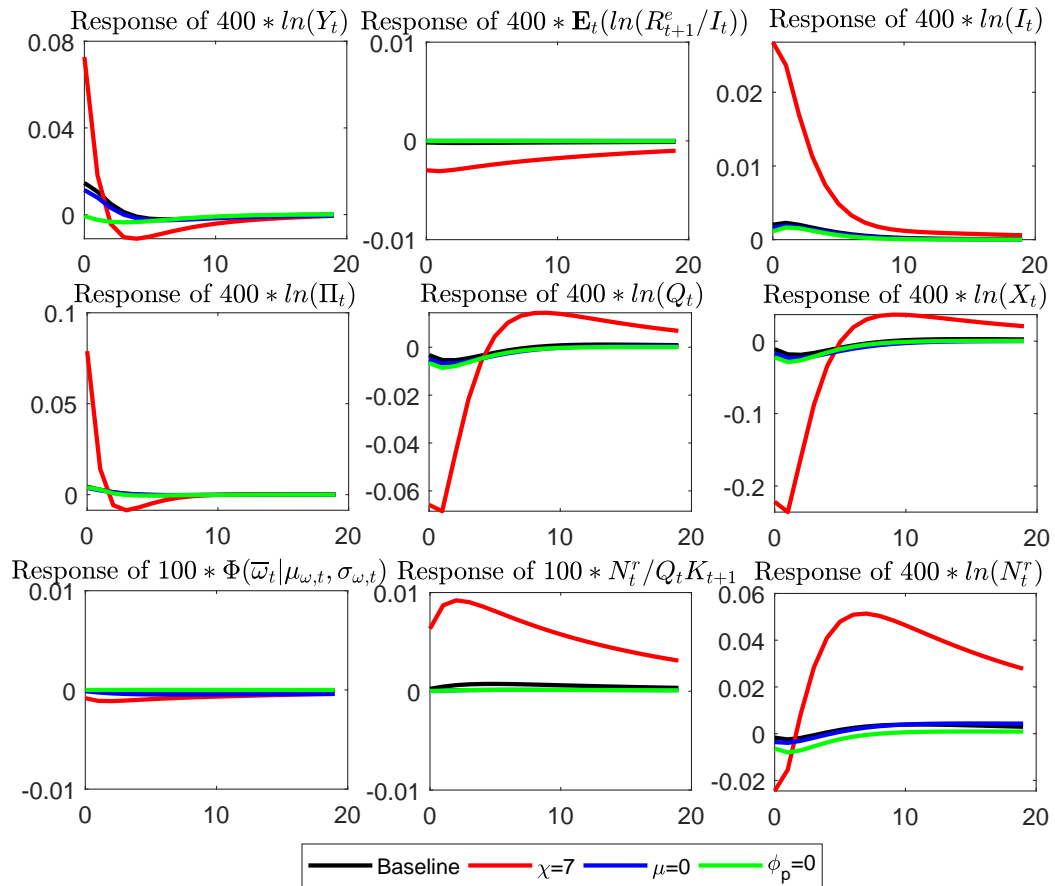 Response of 400 ∗ ln(Y_t)
Response of 400 ∗ E_t(ln(R^e_{t+1}/I_t))
Response of 400 ∗ ln(I_t)
0.08
0.04
0
0 10 20
0.01
0
-0.01
0 10 20
0.02
0.01
0
0 10 20
Response of 400 ∗ ln(Π_t)
Response of 400 ∗ ln(Q_t)
Response of 400 ∗ ln(X_t)
0.1
0.05
0
0 10 20
0
-0.02
-0.04
-0.06
0 10 20
0
-0.1
-0.2
0 10 20
Response of 100 ∗ Φ(ω̅_t|μ_{ω,t}, σ_{ω,t})
Response of 100 ∗ N^r_t/Q_tK_{t+1}
Response of 400 ∗ ln(N^r_t)
0.01
0
-0.01
0 10 20
0.01
0
-0.01
0 10 20
0.06
0.04
0.02
0
-0.02
0 10 20
Baseline χ=7 μ=0 ϕ_p=0